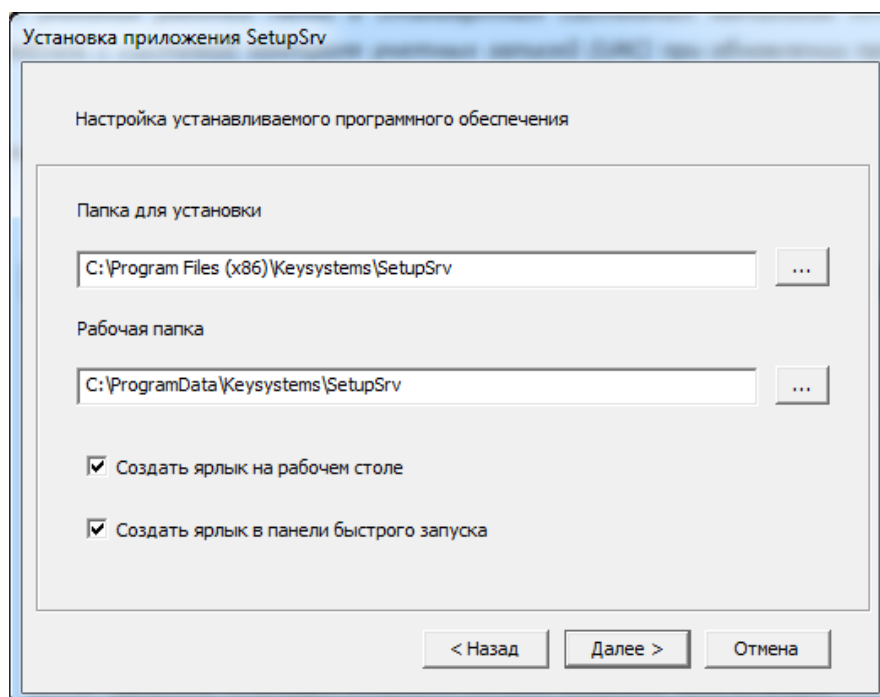 Установка приложения SetupSrv
Настройка устанавливаемого программного обеспечения
Папка для установки
C:\Program Files (x86)\Keysystems\SetupSrv
...
Рабочая папка
C:\ProgramData\Keysystems\SetupSrv
...
Создать ярлык на рабочем столе
Создать ярлык в панели быстрого запуска
< Назад
Далее >
Отмена